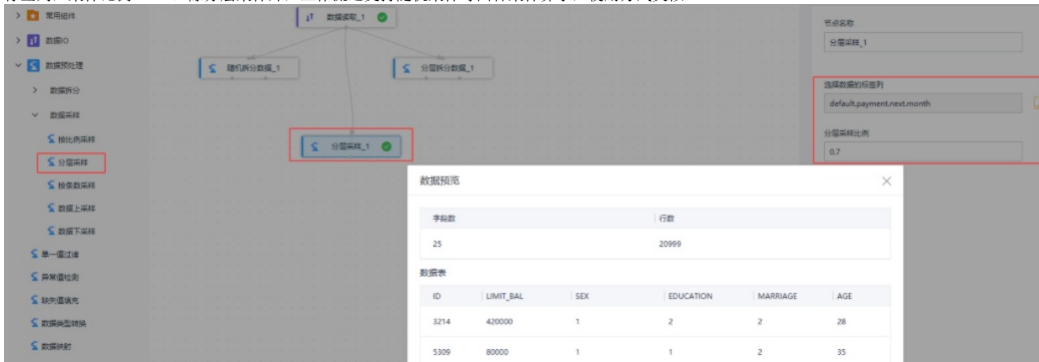 常用组件
数据IO
数据预处理
数据拆分
数据采样
按比例采样
分层采样
按条数采样
数据上采样
数据下采样
单一值过滤
异常值检测
缺失值填充
数据类型转换
数据映射
数据读取_1
随机拆分数据_1
分层拆分数据_1
分层采样_1
节点名称
分层采样_1
选择数据的标签列
default.payment.next.month
分层采样比例
0.7
数据预览
字段数 行数
25 20999
数据表
ID LIMIT_BAL SEX EDUCATION MARRIAGE AGE
3214 420000 1 2 2 28
5309 80000 1 1 2 35